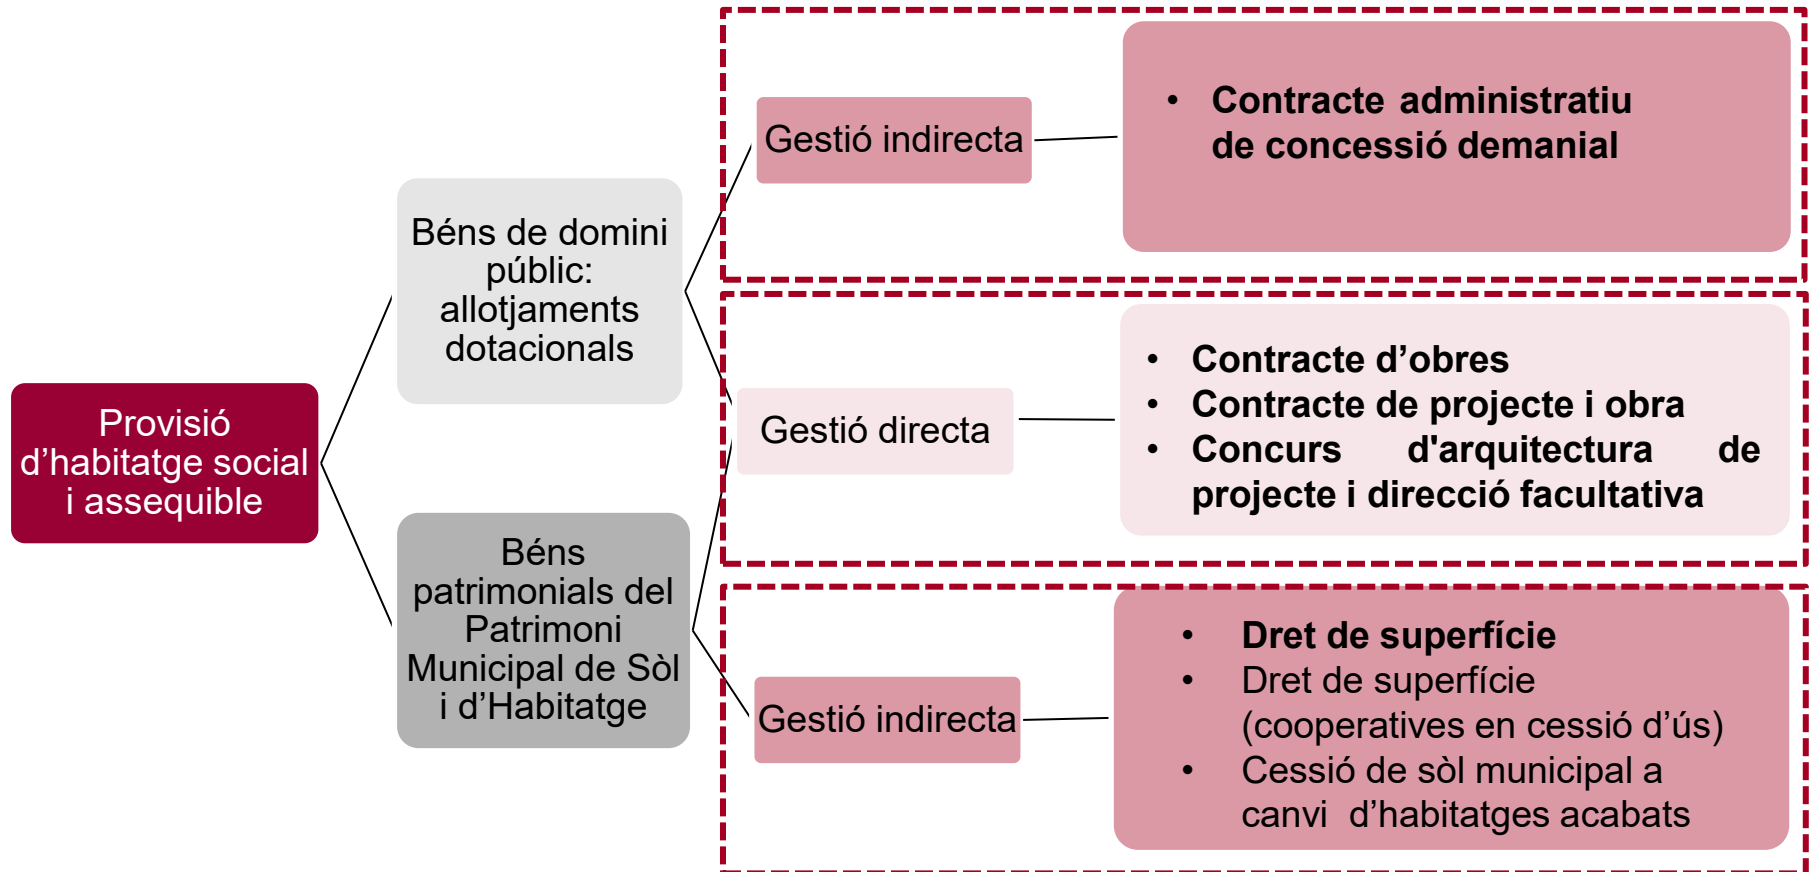 Provisió
d’habitatge social
i assequible
Béns de domini
públic:
allotjaments
dotacionals
Béns
patrimonials del
Patrimoni
Municipal de Sòl
i d’Habitatge
Gestió indirecta
• Contracte administratiu
de concessió demanial
Gestió directa
• Contracte d’obres
• Contracte de projecte i obra
• Concurs d'arquitectura de
projecte i direcció facultativa
Gestió indirecta
• Dret de superfície
• Dret de superfície
(cooperatives en cessió d’ús)
• Cessió de sòl municipal a
canvi d’habitatges acabats